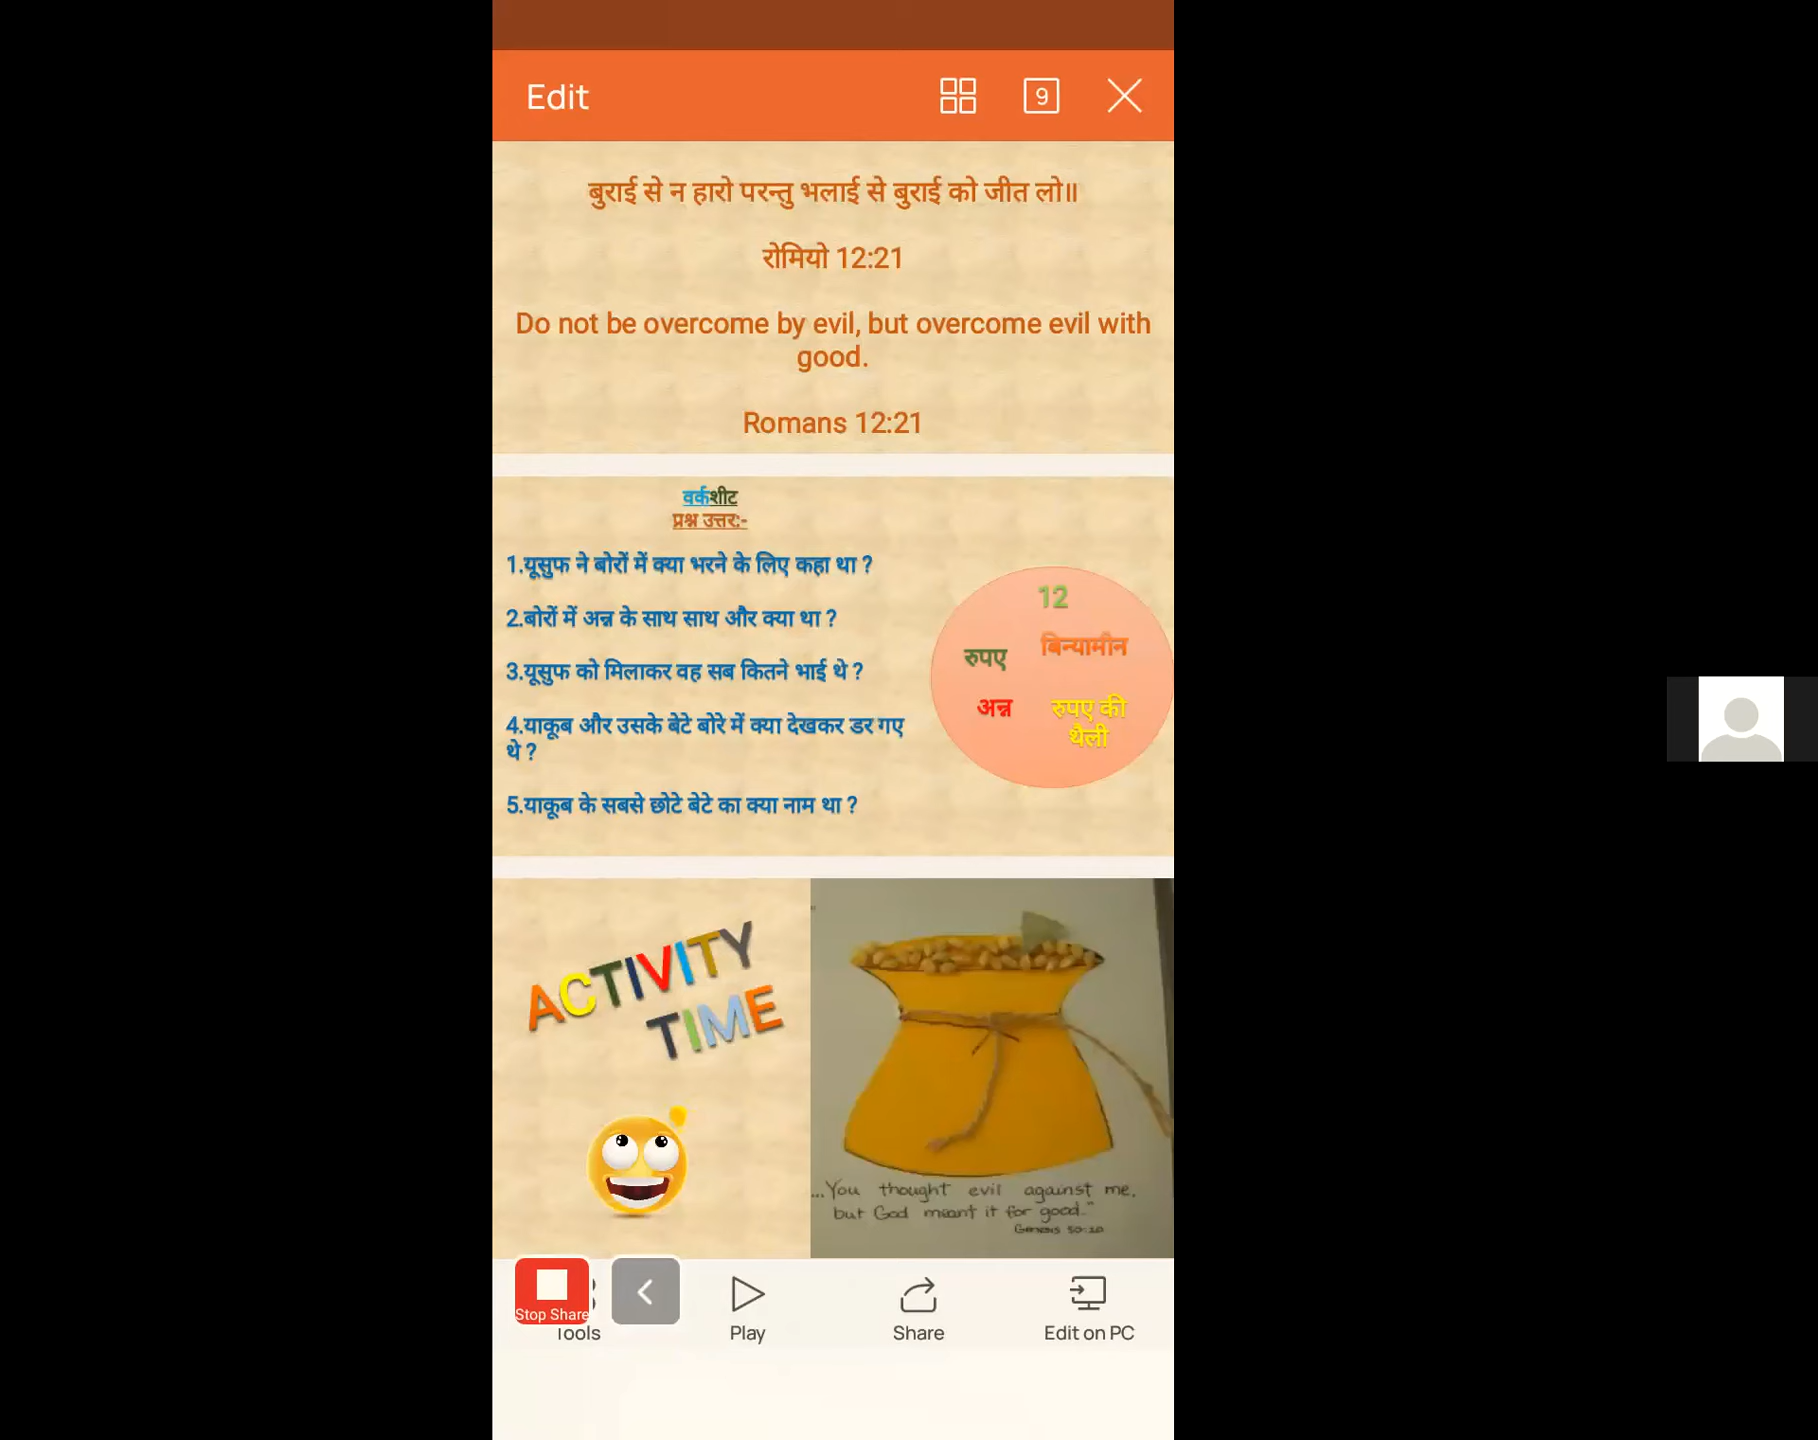 Edit
9
बुराई से न हारो परन्तु भलाई से बुराई को जीत लो॥
रोमियो 12:21
Do not be overcome by evil, but overcome evil with
good.
Romans 12:21
वर्कशीट
प्रश्न उत्तर:-
1.यूसुफ ने बोरों में क्या भरने के लिए कहा था ?
2.बोरों में अन्न के साथ साथ और क्या था ?
3.यूसुफ को मिलाकर वह सब कितने भाई थे ?
4.याकूब और उसके बेटे बोरे में क्या देखकर डर गए
थे ?
5.याकूब के सबसे छोटे बेटे का क्या नाम था ?
12
बिन्यामीन
रुपए
अन्न
रुपए की
थैली
ACTIVITY
TIME
...You thought evil against me,
but God meant it for good."
Genesis 50:20
Stop Share
Tools
Play
Share
Edit on PC